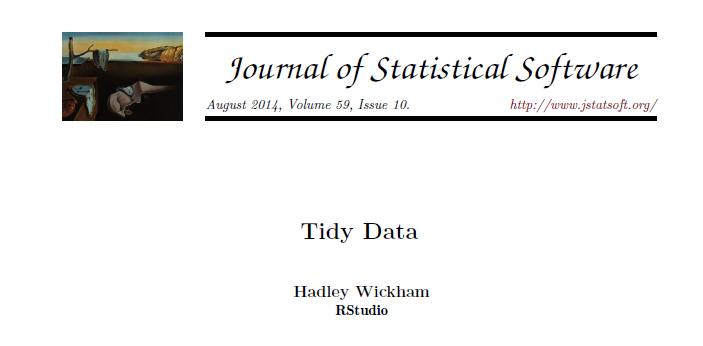 Journal of Statistical Software
August 2014, Volume 59, Issue 10. http://www.jstatsoft.org/
Tidy Data
Hadley Wickham
RStudio